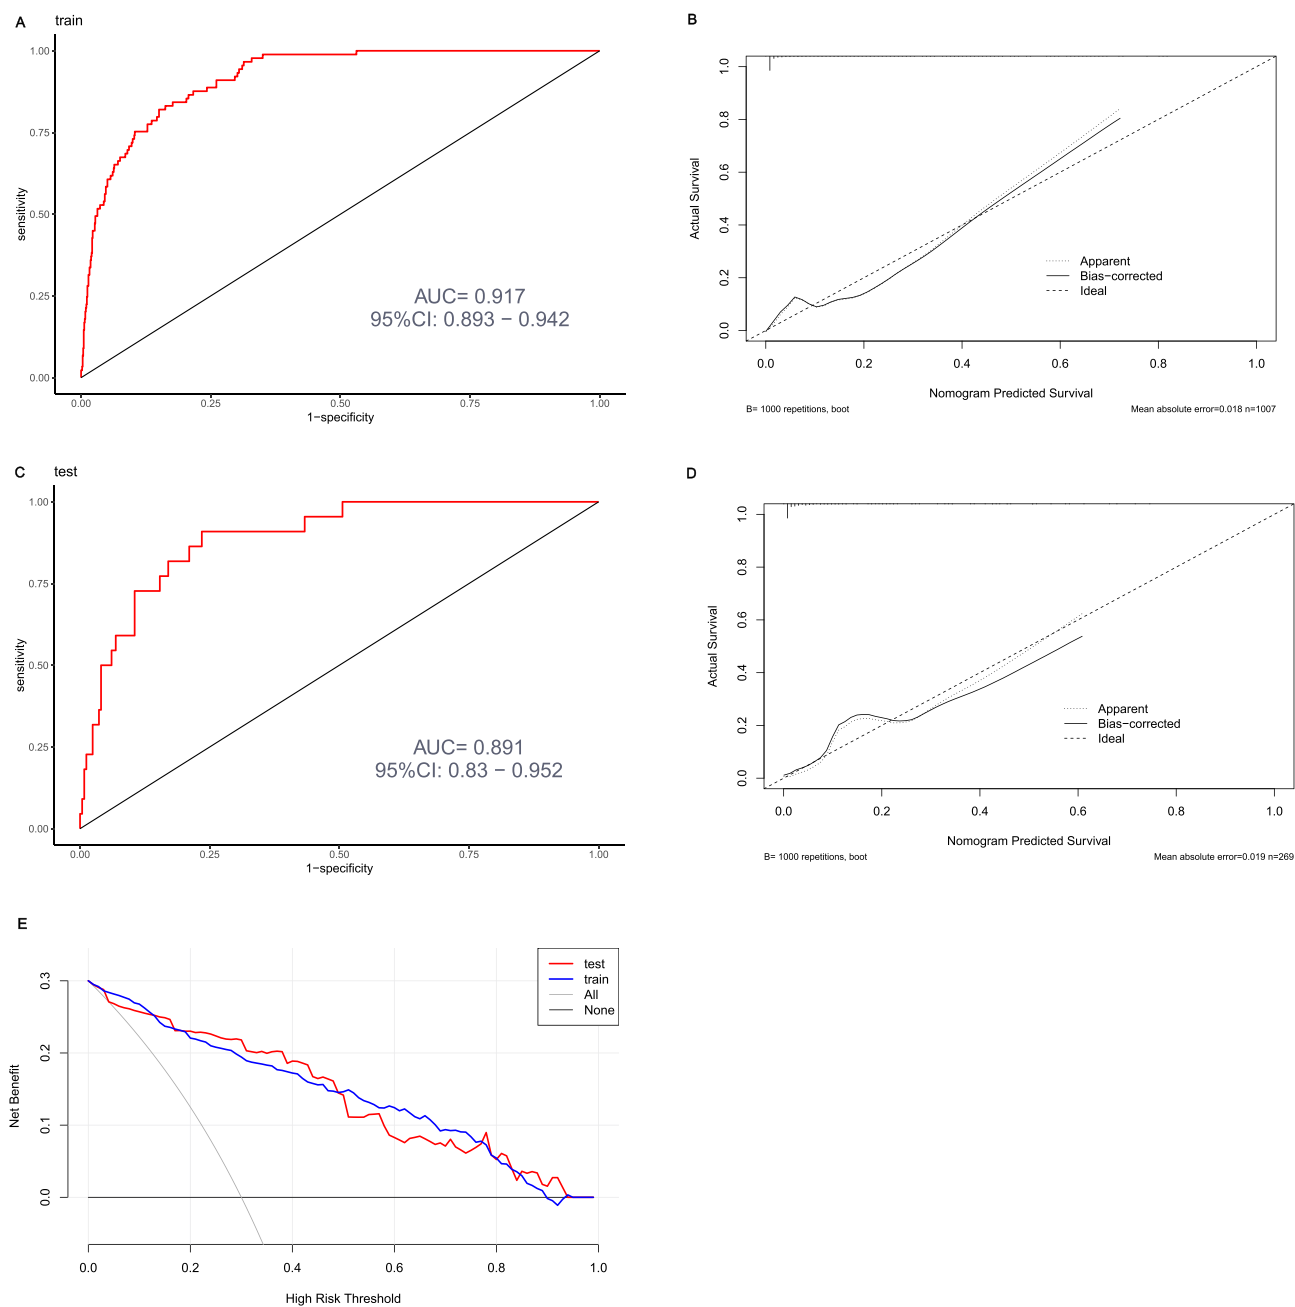 A
train
1.00
0.75
0.50
0.25
0.00
sensitivity
AUC= 0.917
95%CI: 0.893 − 0.942
0.00 0.25 0.50 0.75 1.00
1−specificity
B
1.0
0.8
0.6
0.4
0.2
0.0
Actual Survival
Apparent
Bias−corrected
Ideal
0.0 0.2 0.4 0.6 0.8 1.0
Nomogram Predicted Survival
B= 1000 repetitions, boot
Mean absolute error=0.018 n=1007
C
test
1.00
0.75
0.50
0.25
0.00
sensitivity
AUC= 0.891
95%CI: 0.83 − 0.952
0.00 0.25 0.50 0.75 1.00
1−specificity
D
1.0
0.8
0.6
0.4
0.2
0.0
Actual Survival
Apparent
Bias−corrected
Ideal
0.0 0.2 0.4 0.6 0.8 1.0
Nomogram Predicted Survival
B= 1000 repetitions, boot
Mean absolute error=0.019 n=269
E
0.3
0.2
0.1
0.0
Net Benefit
test
train
All
None
0.0 0.2 0.4 0.6 0.8 1.0
High Risk Threshold